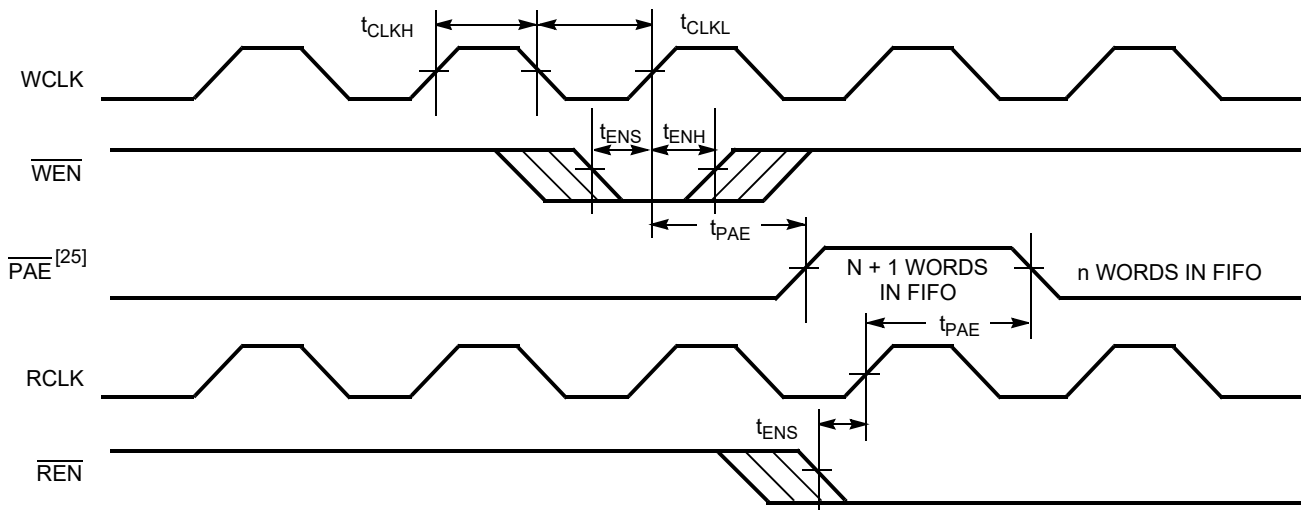 tCLKH
tCLKL
WCLK
tENS
tENH
WEN
tPAE
PAE [25]
N + 1 WORDS
IN FIFO
n WORDS IN FIFO
tPAE
RCLK
tENS
REN